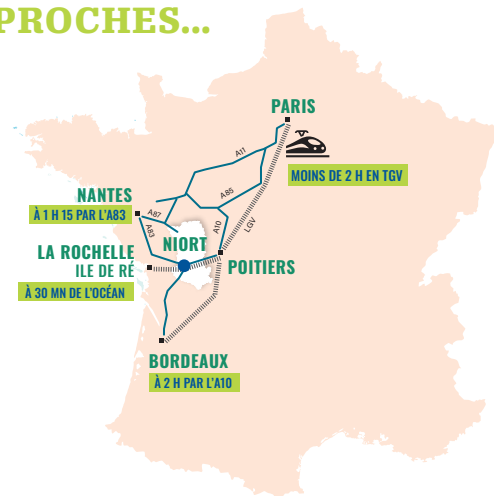 PROCHES...
PARIS
A11
MOINS DE 2 H EN TGV
A85
NANTES
À 1 H 15 PAR L'A83
A87
A83
A10
LGV
NIORT
LA ROCHELLE
ILE DE RÉ
POITIERS
À 30 MN DE L'OCÉAN
BORDEAUX
À 2 H PAR L'A10